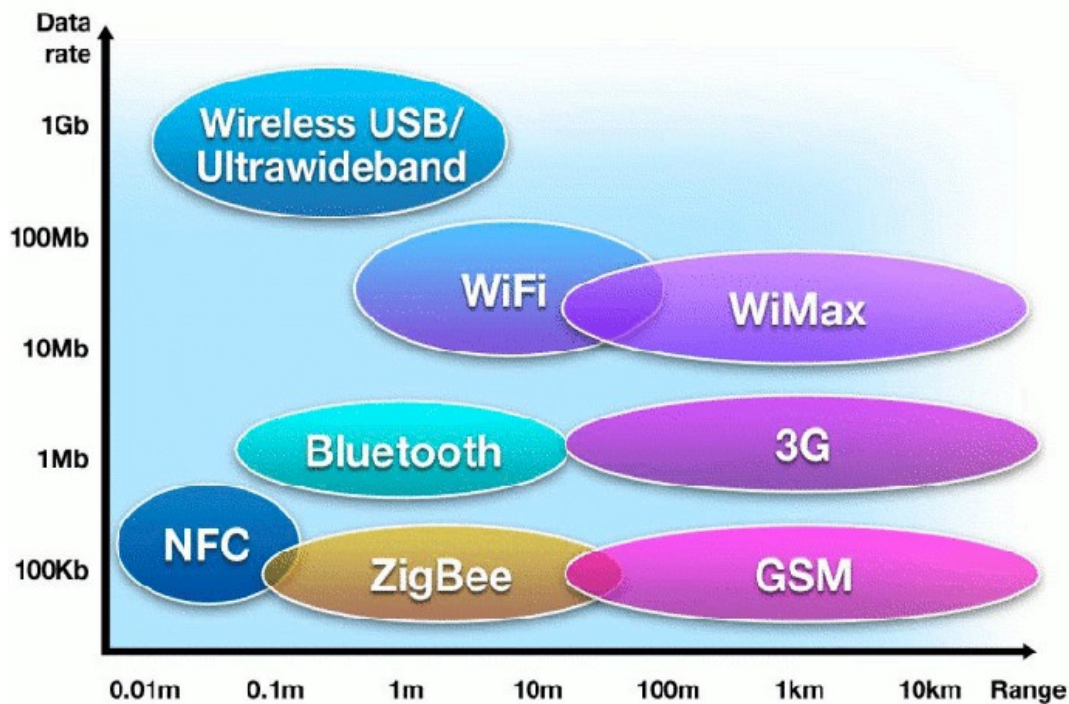 Data
rate
1Gb
Wireless USB/
Ultrawideband
100Mb
WiFi
WiMax
10Mb
Bluetooth
3G
1Mb
NFC
ZigBee
GSM
100Kb
0.01m 0.1m 1m 10m 100m 1km 10km Range